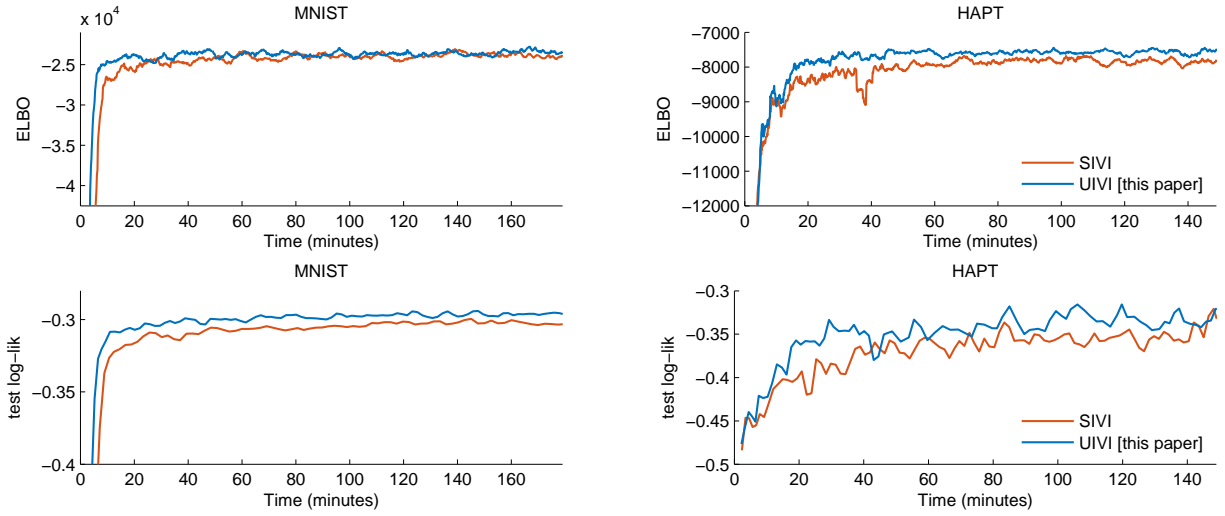 MNIST
x 10⁴
−2.5
−3
−4
ELBO
0 20 40 60 80 100 120 140 160
Time (minutes)
HAPT
−7000
−8000
−9000
−10000
−11000
−12000
ELBO
SIVI
UIVI [this paper]
0 20 40 60 80 100 120 140
Time (minutes)
MNIST
−0.3
−0.35
−0.4
test log−lik
0 20 40 60 80 100 120 140 160
Time (minutes)
HAPT
−0.3
−0.35
−0.4
−0.45
−0.5
test log−lik
SIVI
UIVI [this paper]
0 20 40 60 80 100 120 140
Time (minutes)